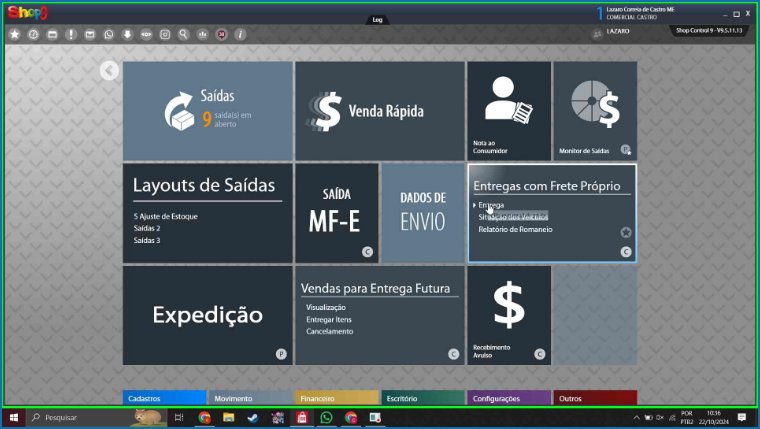 Shop9
Log
1
Lazaro Correia de Castro ME
COMERCIAL CASTRO
LAZARO
Shop Control 9 - V9.5.11.13
Saídas
9 saída(s) em
aberto
Venda Rápida
Nota ao
Consumidor
Monitor de Saídas
P
Layouts de Saídas
S Ajuste de Estoque
Saídas 2
Saídas 3
SAÍDA
MF-E
C
DADOS DE
ENVIO
Entregas com Frete Próprio
Entrega
Situação dos Veículos
Relatório de Romaneio
C
Expedição
P
Vendas para Entrega Futura
Visualização
Entregar Itens
Cancelamento
C
Recebimento
Avulso
C
Cadastros
Movimento
Financeiro
Escritório
Configurações
Outros
Pesquisar
POR
PTB2
10:36
22/10/2024